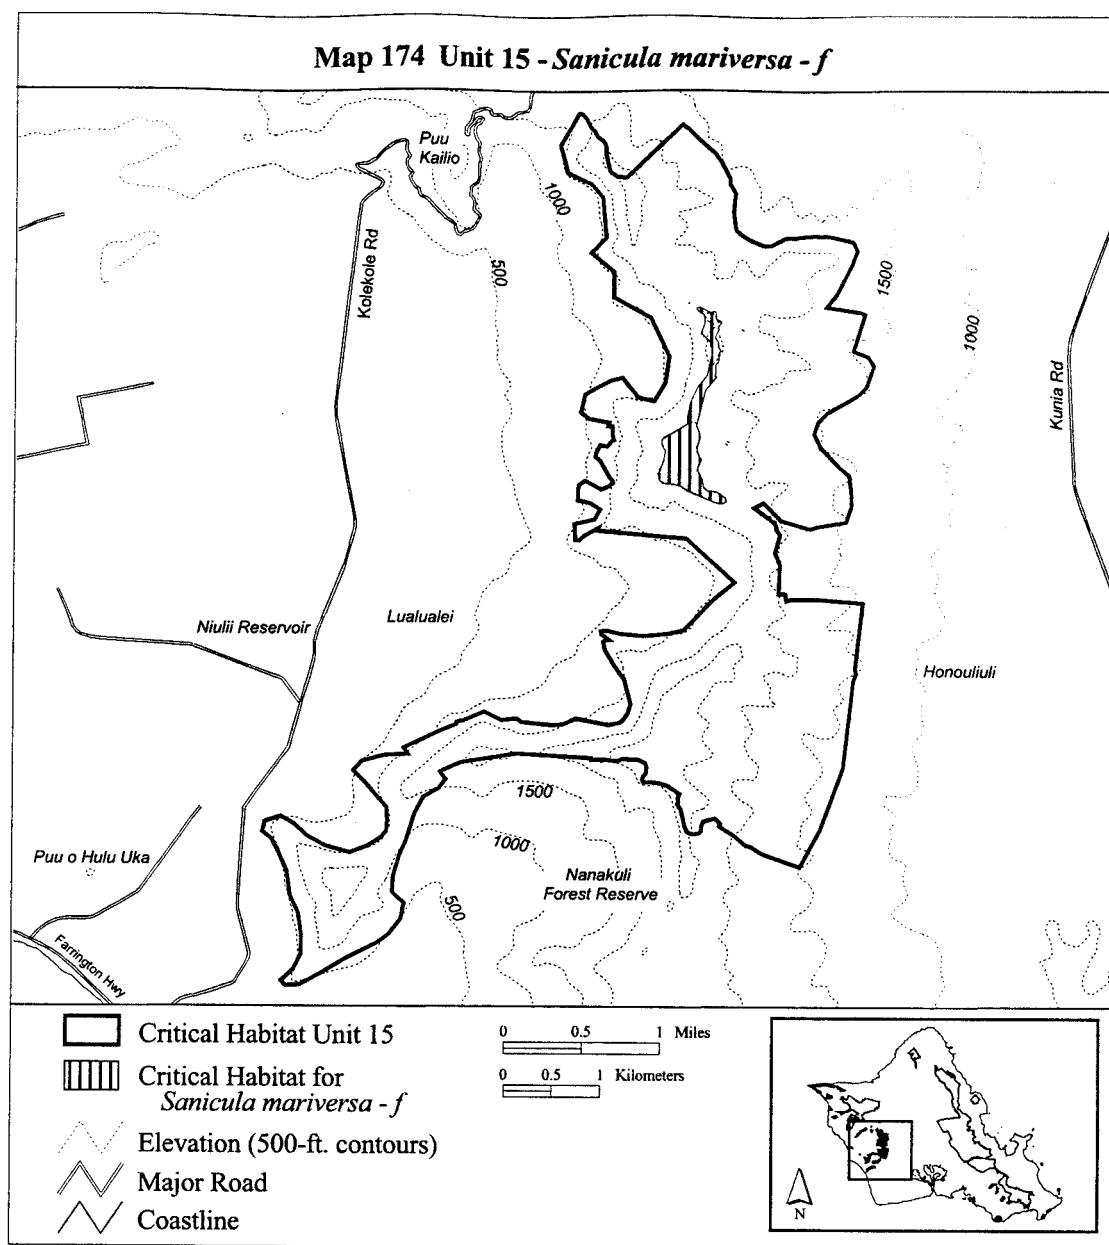 Map 174 Unit 15 - Sanicula mariversa - f
Puu
Kailio
1000
500
Kolekole Rd
1500
1000
Kunia Rd
Niulii Reservoir
Lualualei
Honouliuli
1500
1000
500
Puu o Hulu Uka
Nanakuli
Forest Reserve
Farrington Hwy
Critical Habitat Unit 15
Critical Habitat for
Sanicula mariversa - f
Elevation (500-ft. contours)
Major Road
Coastline
0 0.5 1 Miles
0 0.5 1 Kilometers
N